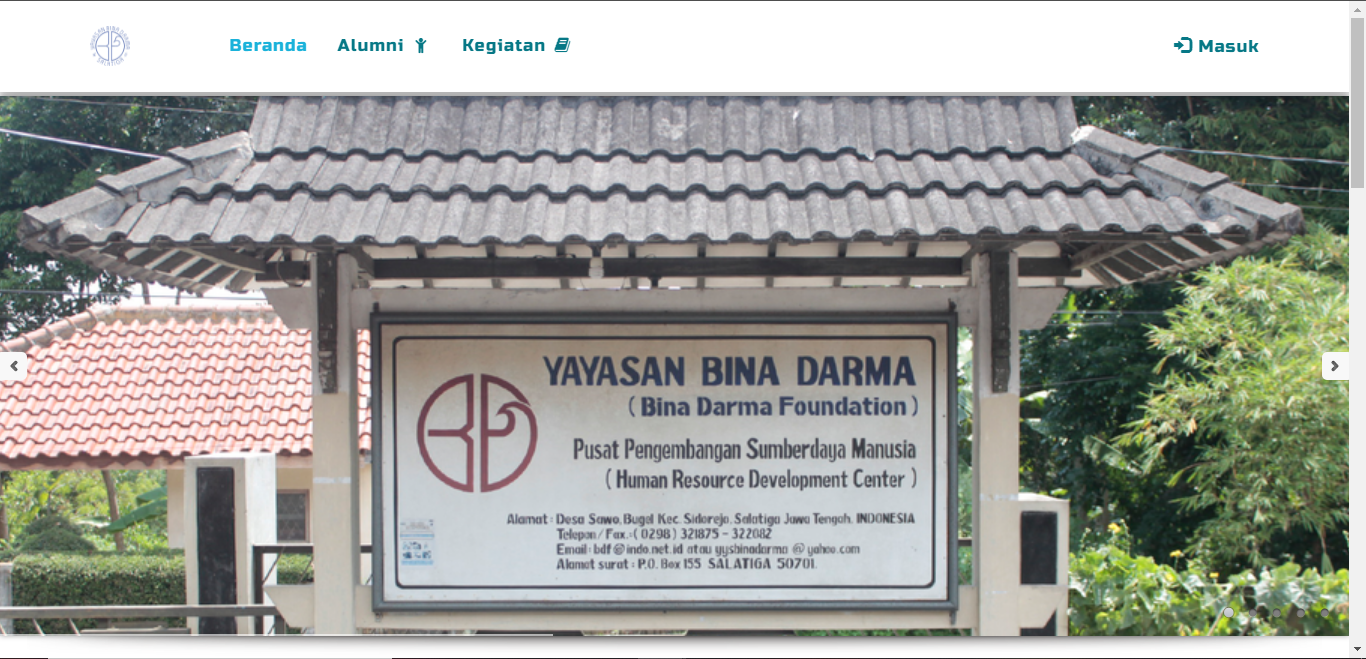 Beranda Alumni Kegiatan Masuk
YAYASAN BINA DARMA
( Bina Darma Foundation )
Pusat Pengembangan Sumberdaya Manusia
( Human Resource Development Center )
Alamat : Desa Sawo, Bugel Kec. Sidorejo, Salatiga Jawa Tengah, INDONESIA
Telepon / Fax. : ( 0298 ) 321875 - 322082
Email : bdf @ indo.net.id atau yysbinadarma @ yahoo.com
Alamat surat : P.O. Box 155 SALATIGA 50701.